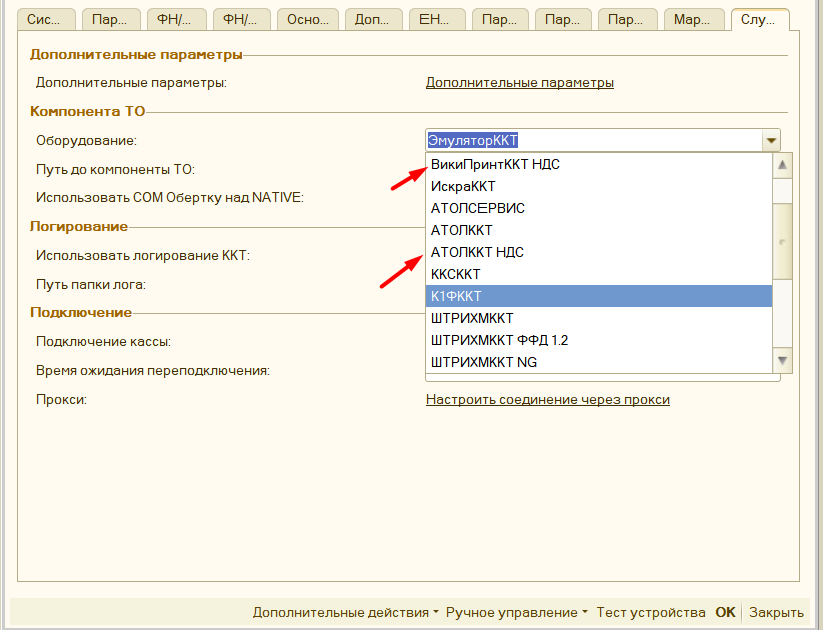 Сис... Пар... ФН/... ФН/... Осно... Доп... ЕН... Пар... Пар... Пар... Мар... Слу...
Дополнительные параметры
Дополнительные параметры: Дополнительные параметры
Компонента ТО
Оборудование: ЭмуляторККТ
Путь до компоненты ТО: ВикиПринтККТ НДС
ИскраККТ
Использовать COM Обертку над NATIVE:
АТОЛСЕРВИС
Логирование АТОЛККТ
Использовать логирование ККТ: АТОЛККТ НДС
ККСККТ
Путь папки лога:
К1ФККТ
Подключение ШТРИХМККТ
Подключение кассы: ШТРИХМККТ ФФД 1.2
Время ожидания переподключения: ШТРИХМККТ NG
Прокси: Настроить соединение через прокси
Дополнительные действия Ручное управление Тест устройства OK Закрыть